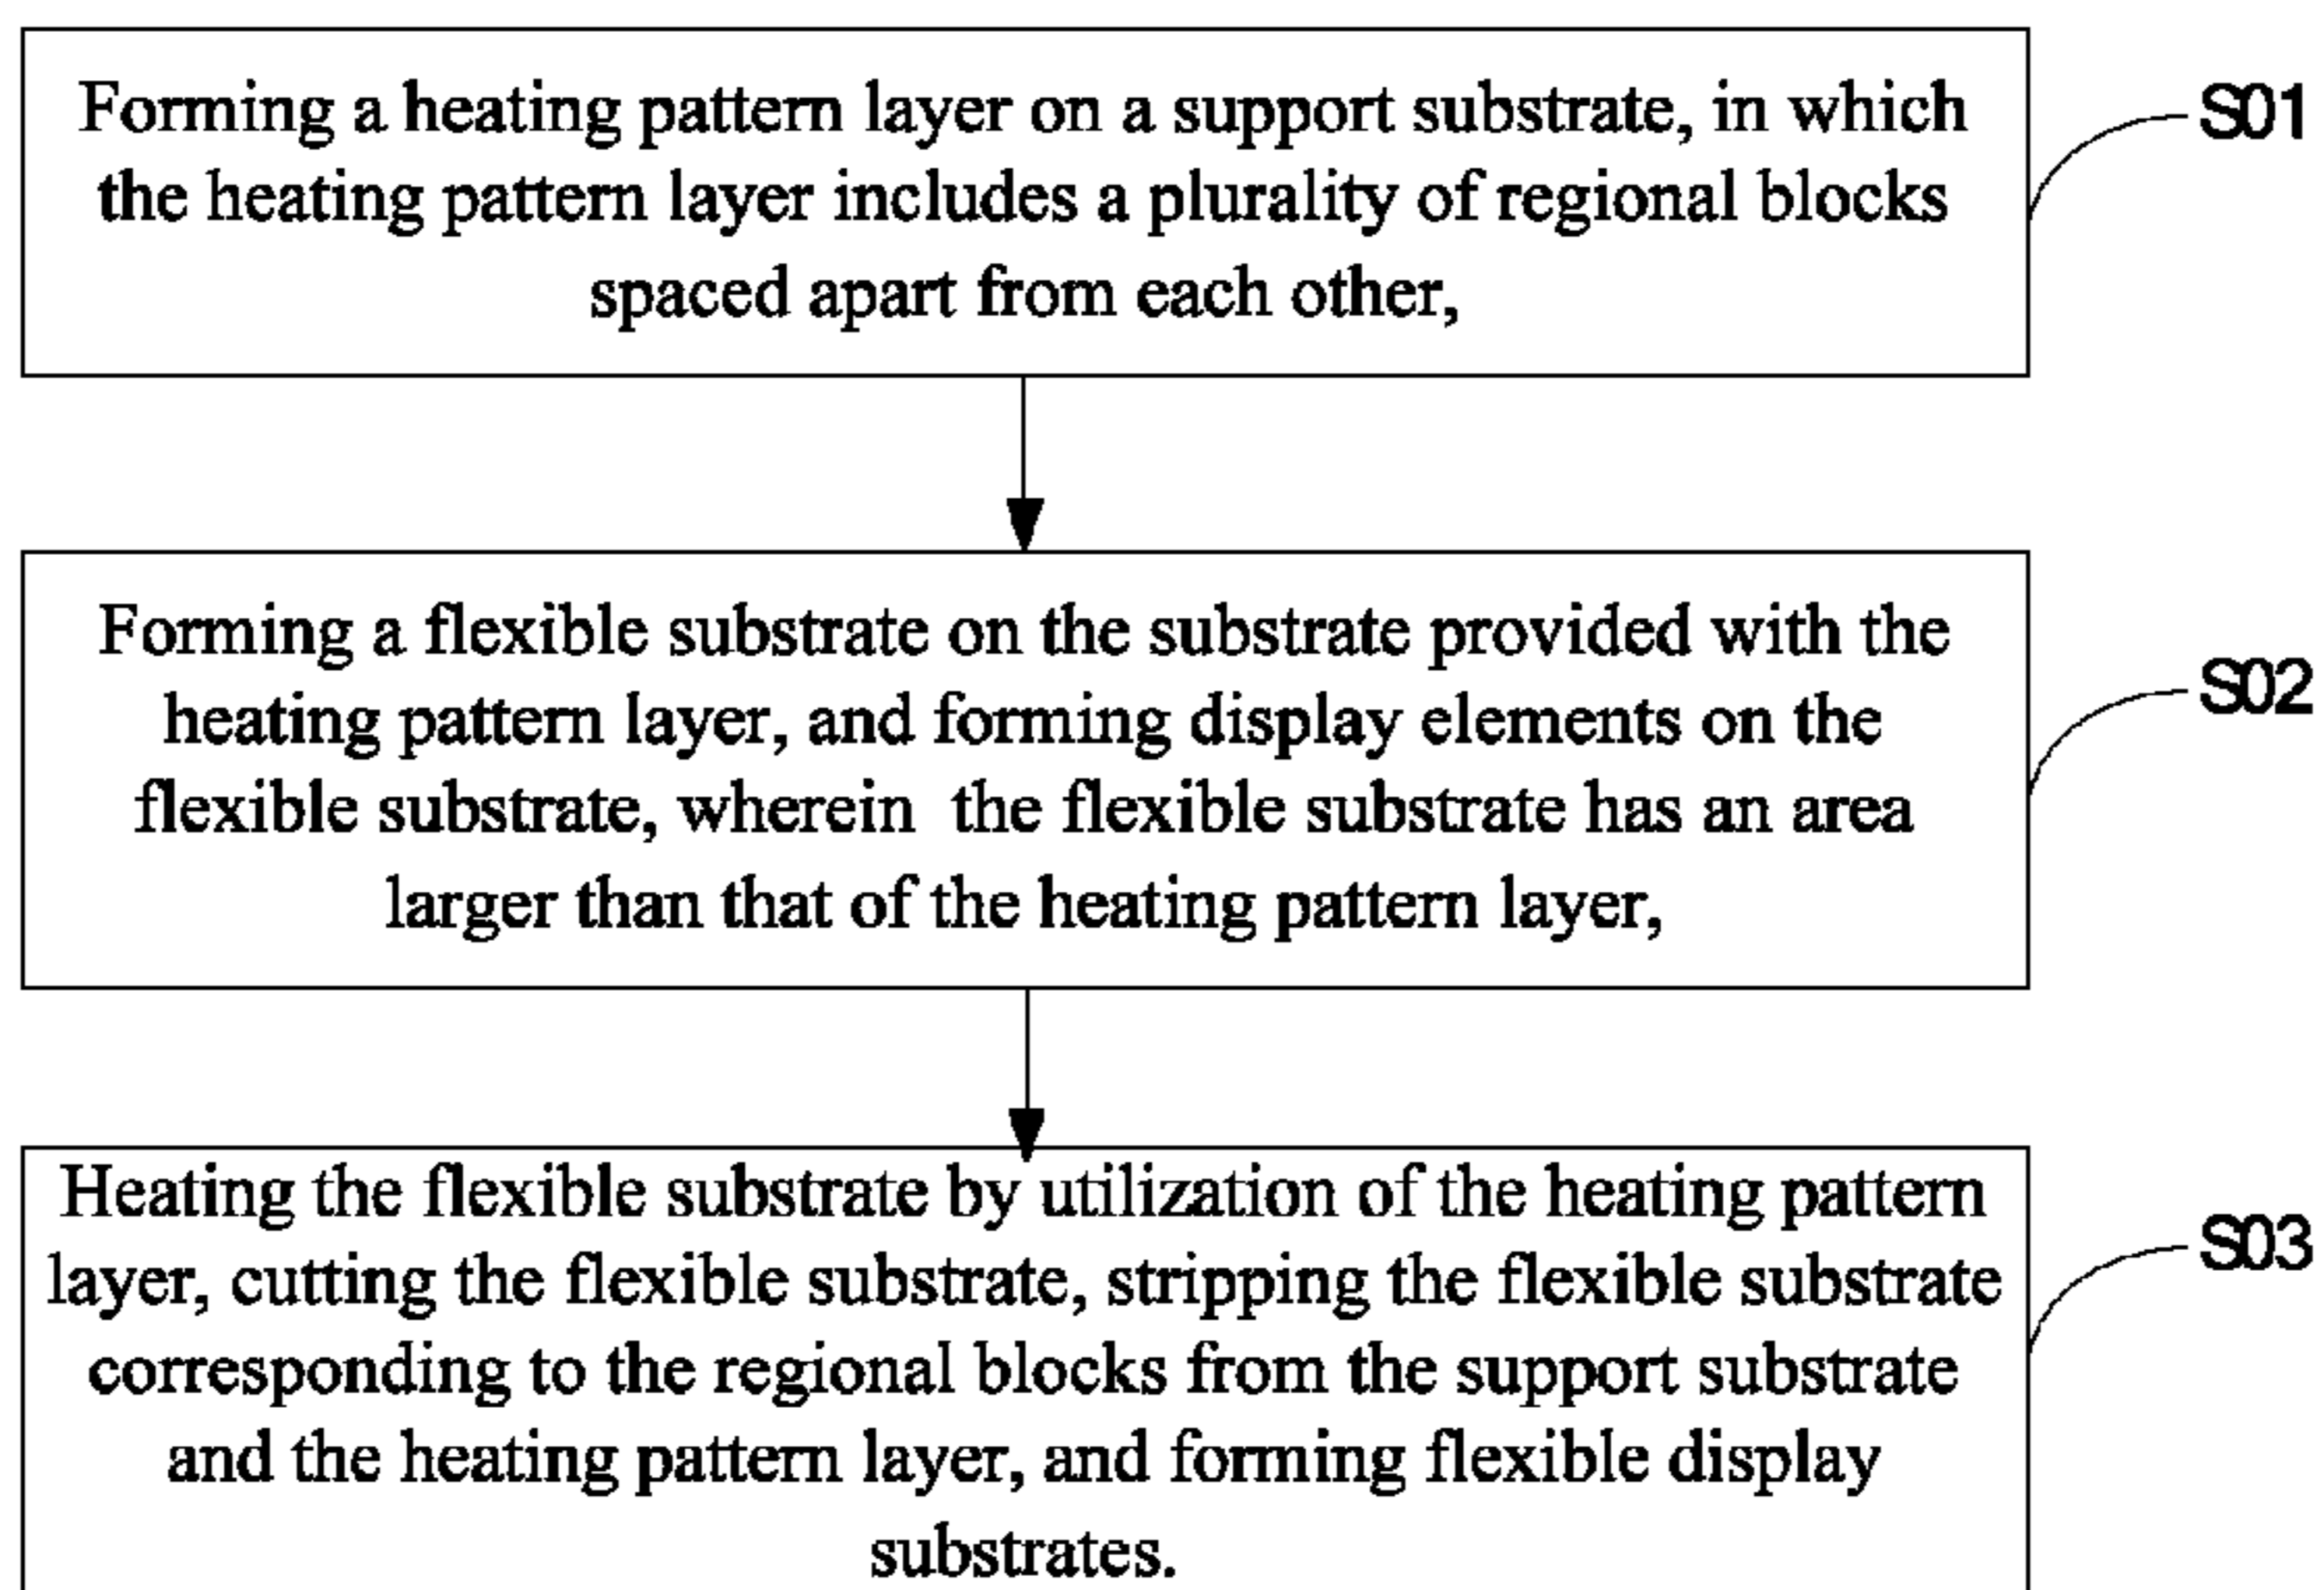 Forming a heating pattern layer on a support substrate, in which
the heating pattern layer includes a plurality of regional blocks
spaced apart from each other,
S01
Forming a flexible substrate on the substrate provided with the
heating pattern layer, and forming display elements on the
flexible substrate, wherein the flexible substrate has an area
larger than that of the heating pattern layer,
S02
Heating the flexible substrate by utilization of the heating pattern
layer, cutting the flexible substrate, stripping the flexible substrate
corresponding to the regional blocks from the support substrate
and the heating pattern layer, and forming flexible display
substrates.
S03